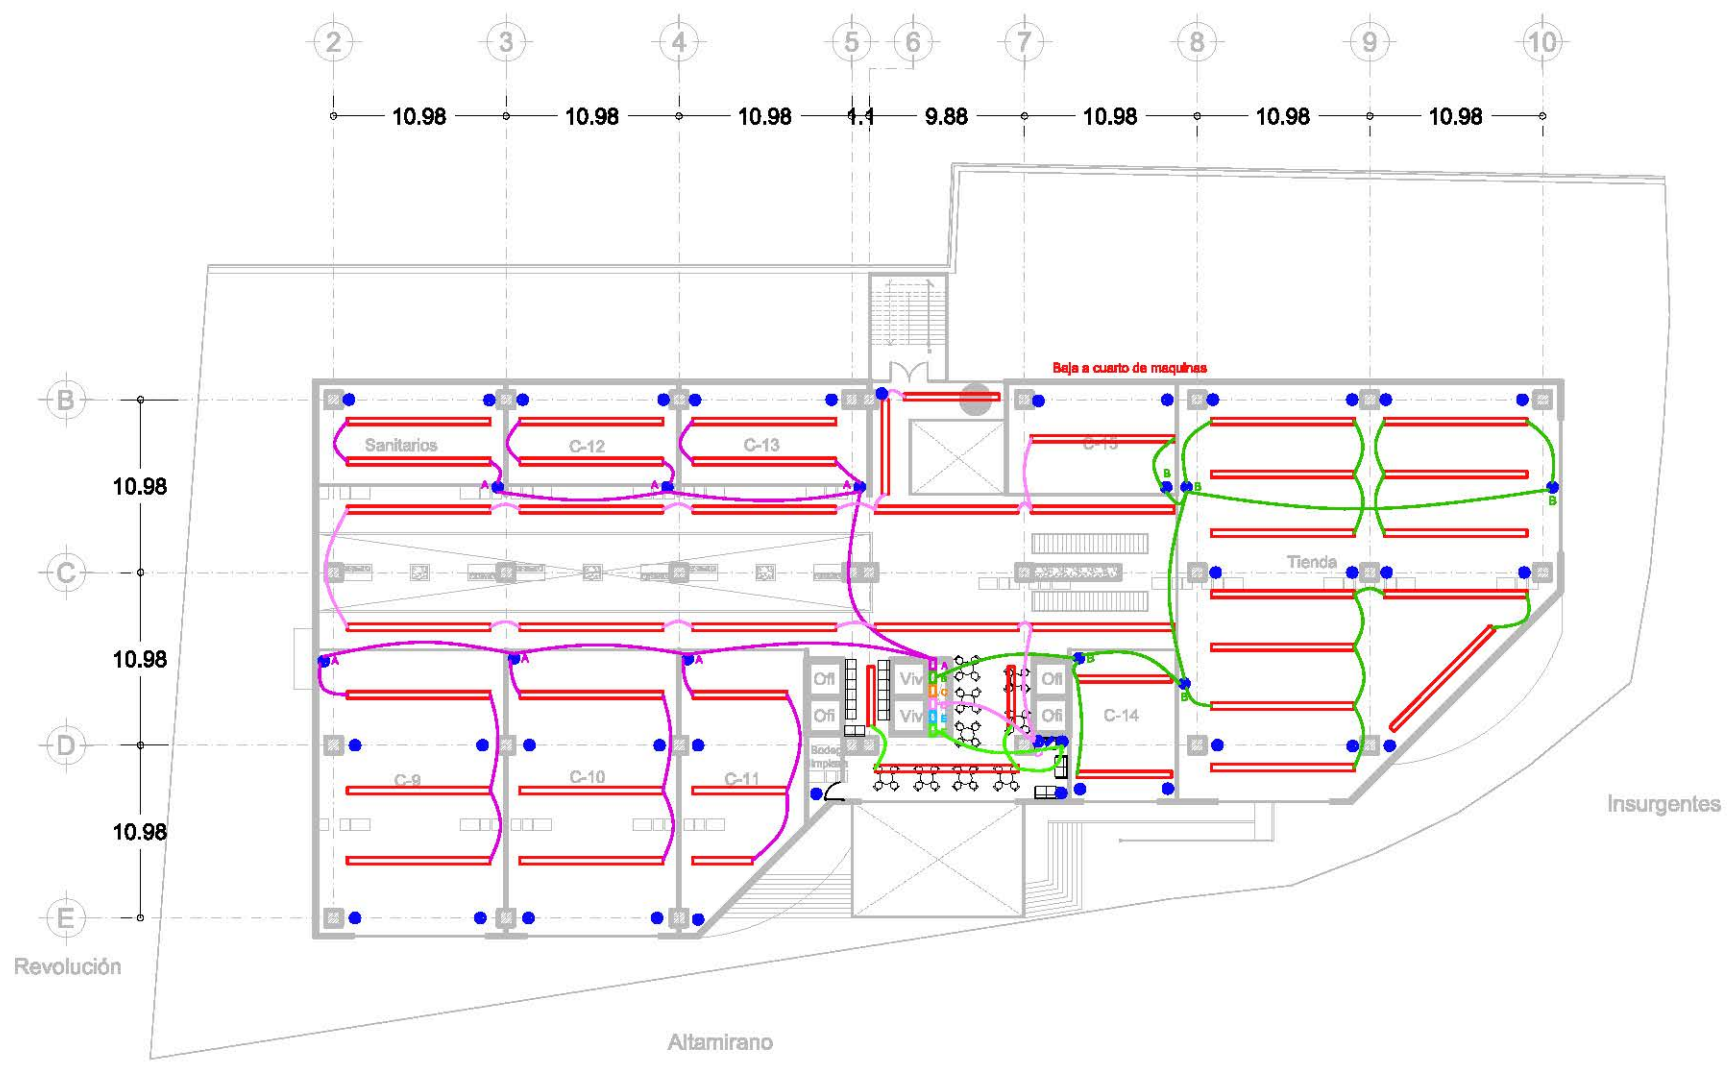 2 3 4 5 6 7 8 9 10
10.98 10.98 10.98 1.1 9.88 10.98 10.98 10.98
Baja a cuarto de maquinas
B
Sanitarios C-12 C-13 C-15
10.98
A A A B B B
C
Tienda
10.98
A A A A B B
Ofi Viv B Ofi
C
B
Ofi Viv E Ofi C-14
D
Bodega
limpieza
C-9 C-10 C-11
10.98
Insurgentes
E
Revolución
Altamirano